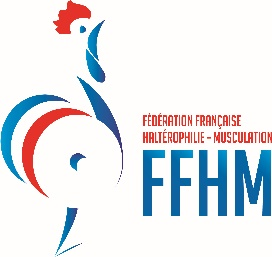 FÉDÉRATION FRANÇAISE
HALTÉROPHILIE - MUSCULATION
FFHM